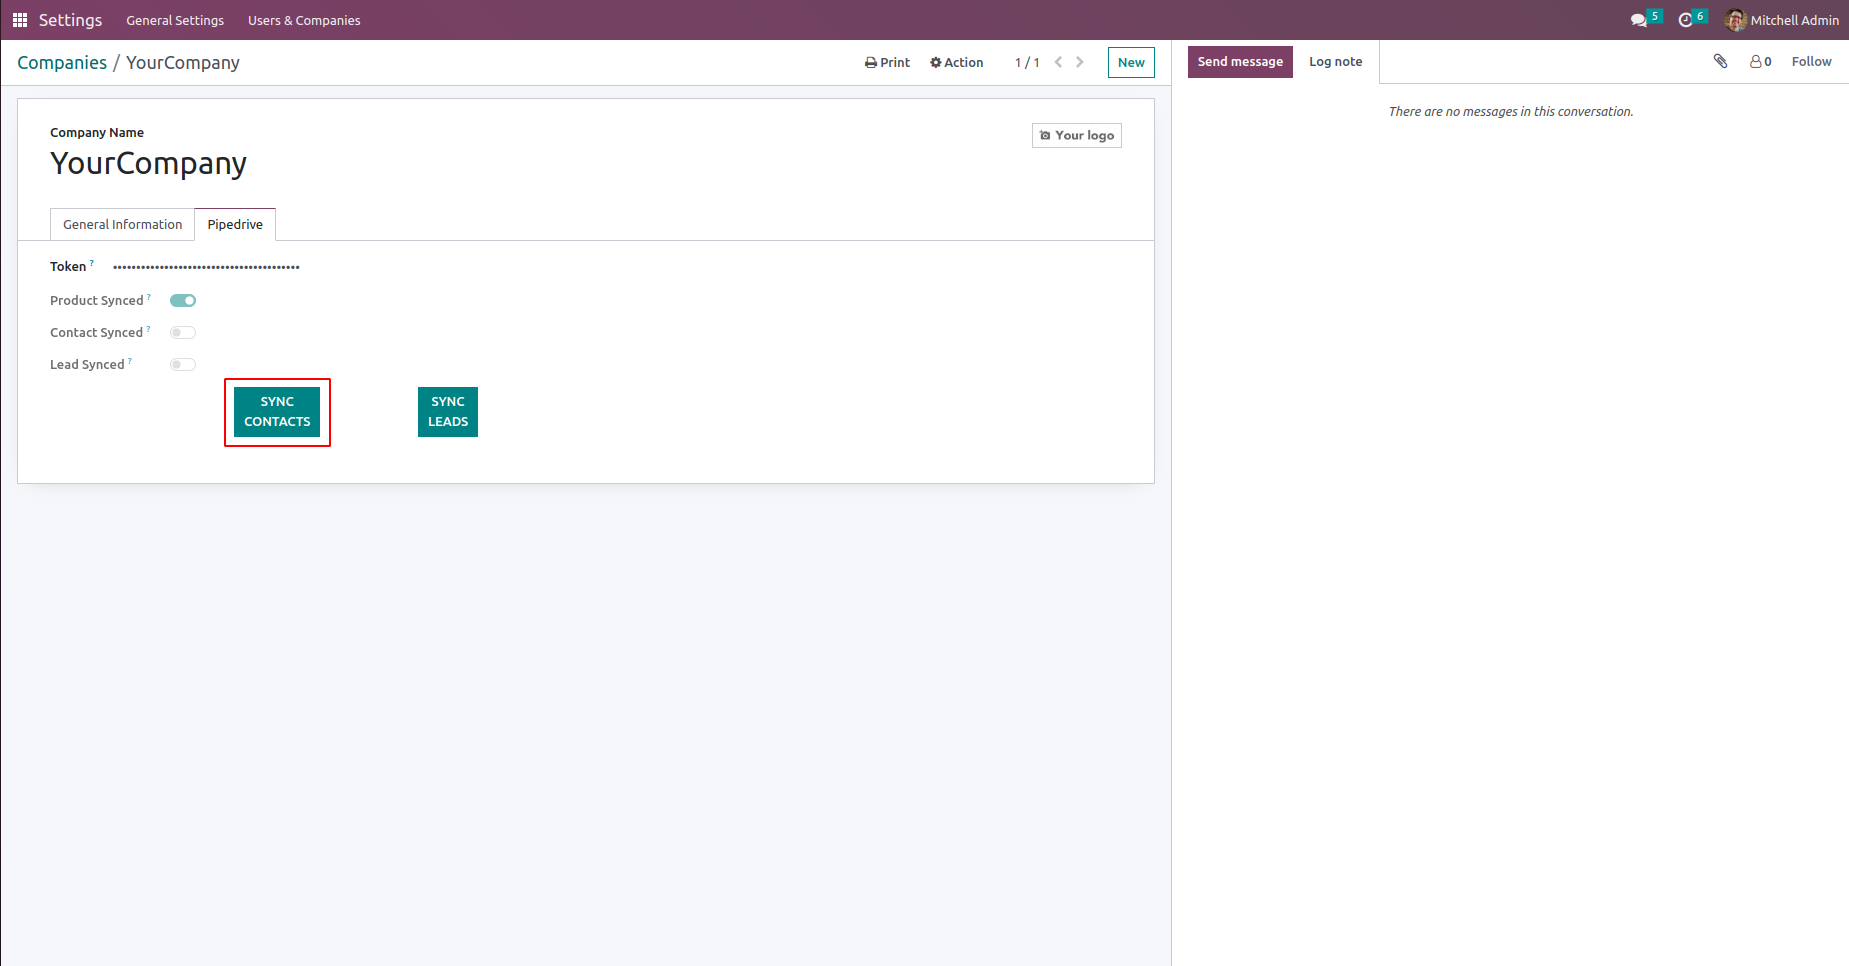 Settings General Settings Users & Companies 5 6 Mitchell Admin
Companies / YourCompany Print Action 1 / 1 New Send message Log note 0 Follow
There are no messages in this conversation.
Company Name
Your logo
YourCompany
General Information Pipedrive
Token ? ••••••••••••••••••••••••••••••••••••••••
Product Synced ?
Contact Synced ?
Lead Synced ?
SYNC
CONTACTS
SYNC
LEADS